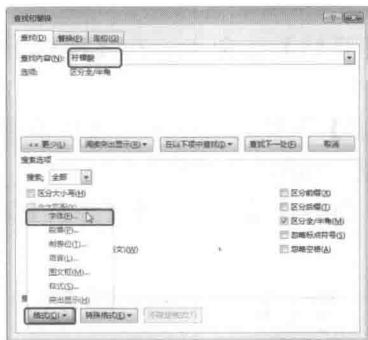 查找和替换
查找(D) 替换(P) 定位(G)
查找内容(N): 柠檬酸
选项: 区分全/半角
<< 更少(L) 阅读突出显示(R) 在以下项中查找(I) 查找下一处(F) 取消
搜索选项
搜索: 全部
区分大小写(H) 区分前缀(X)
区分后缀(T)
字体(F)... 区分全/半角(M)
段落(P)... 忽略标点符号(S)
制表位(T)... 忽略空格(A)
语言(L)...
图文框(M)...
样式(S)...
突出显示(H)
格式(O) 特殊格式(E) 不限定格式(T)